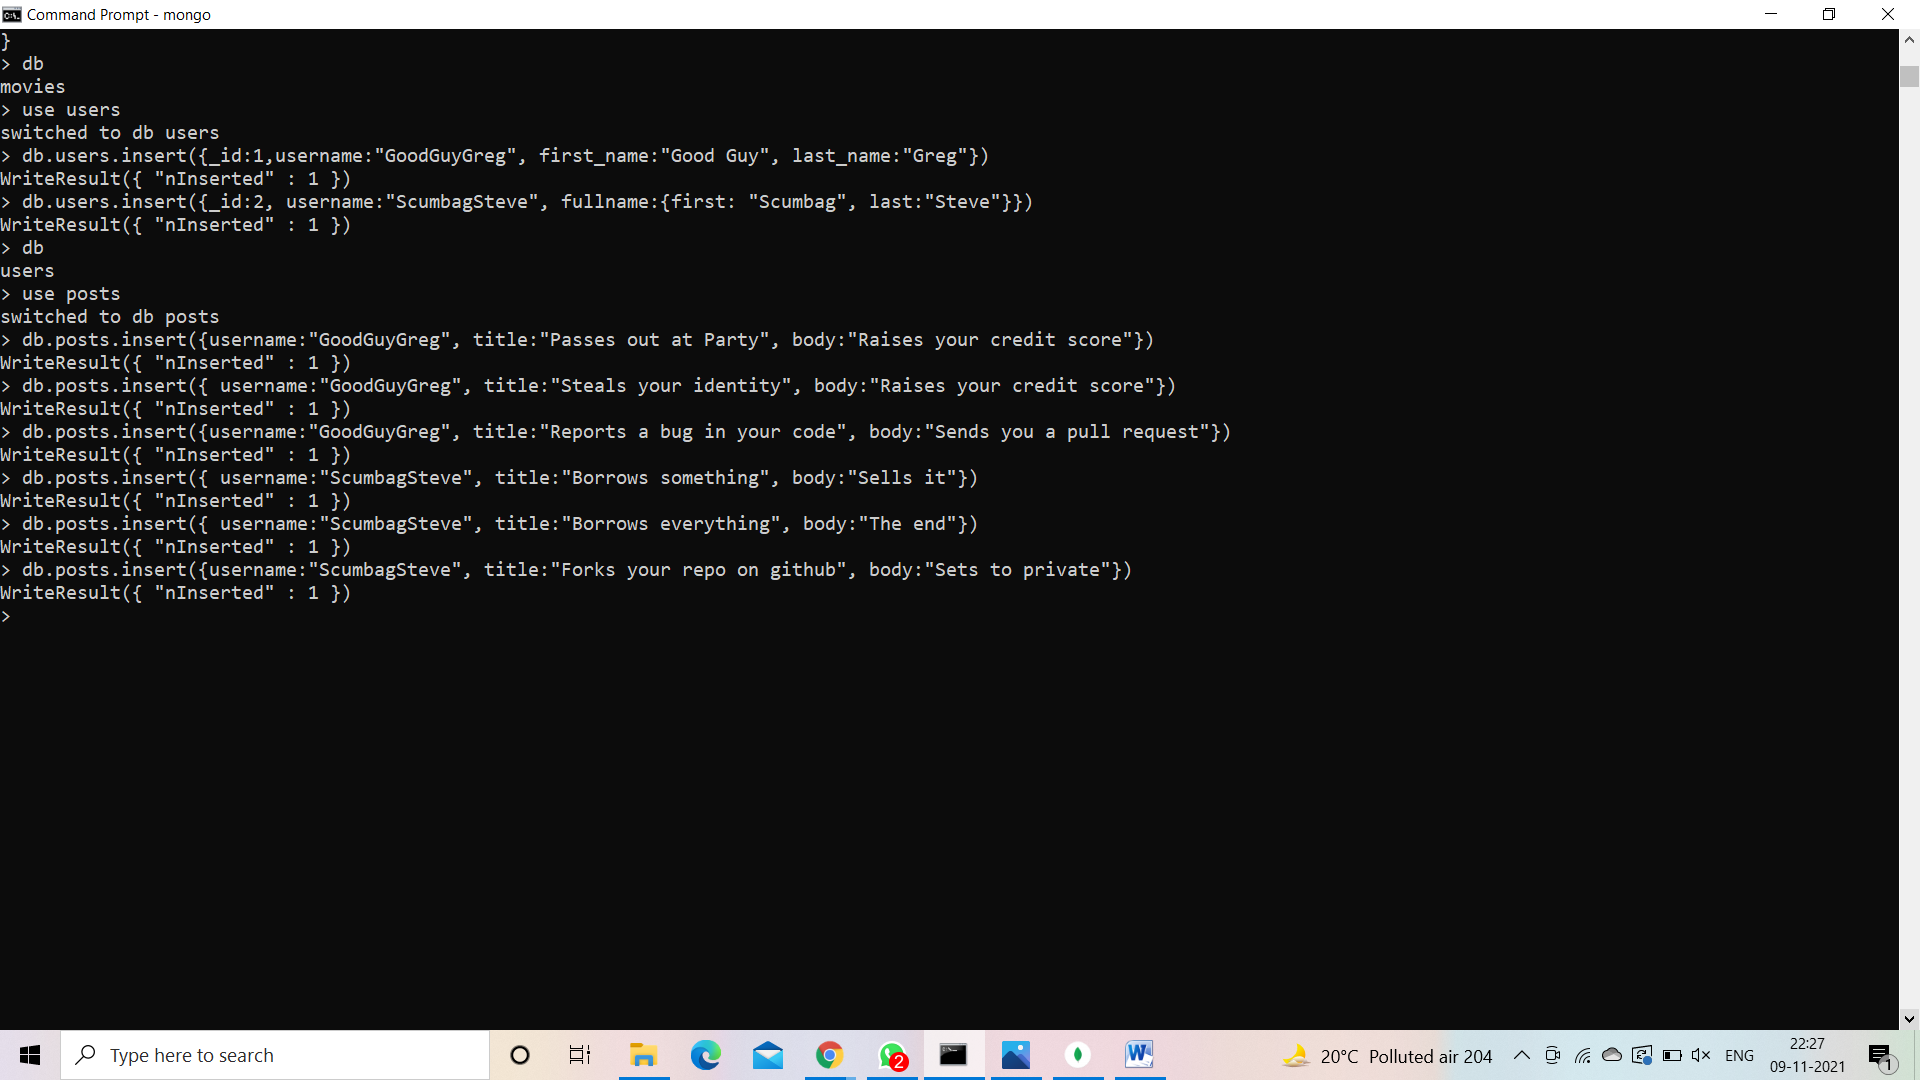 Command Prompt - mongo
}
> db
movies
> use users
switched to db users
> db.users.insert({_id:1,username:"GoodGuyGreg", first_name:"Good Guy", last_name:"Greg"})
WriteResult({ "nInserted" : 1 })
> db.users.insert({_id:2, username:"ScumbagSteve", fullname:{first: "Scumbag", last:"Steve"}})
WriteResult({ "nInserted" : 1 })
> db
users
> use posts
switched to db posts
> db.posts.insert({username:"GoodGuyGreg", title:"Passes out at Party", body:"Raises your credit score"})
WriteResult({ "nInserted" : 1 })
> db.posts.insert({ username:"GoodGuyGreg", title:"Steals your identity", body:"Raises your credit score"})
WriteResult({ "nInserted" : 1 })
> db.posts.insert({username:"GoodGuyGreg", title:"Reports a bug in your code", body:"Sends you a pull request"})
WriteResult({ "nInserted" : 1 })
> db.posts.insert({ username:"ScumbagSteve", title:"Borrows something", body:"Sells it"})
WriteResult({ "nInserted" : 1 })
> db.posts.insert({ username:"ScumbagSteve", title:"Borrows everything", body:"The end"})
WriteResult({ "nInserted" : 1 })
> db.posts.insert({username:"ScumbagSteve", title:"Forks your repo on github", body:"Sets to private"})
WriteResult({ "nInserted" : 1 })
>
Type here to search
2
20°C Polluted air 204
ENG
22:27
09-11-2021
1